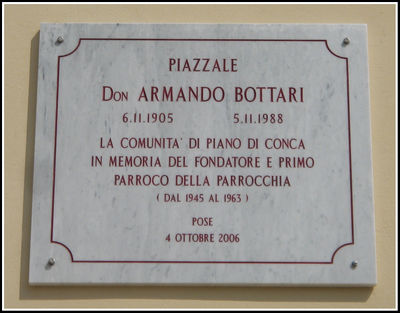 PIAZZALE
DON ARMANDO BOTTARI
6.11.1905 5.11.1988
LA COMUNITA' DI PIANO DI CONCA
IN MEMORIA DEL FONDATORE E PRIMO
PARROCO DELLA PARROCCHIA
( DAL 1945 AL 1963 )
POSE
4 OTTOBRE 2006